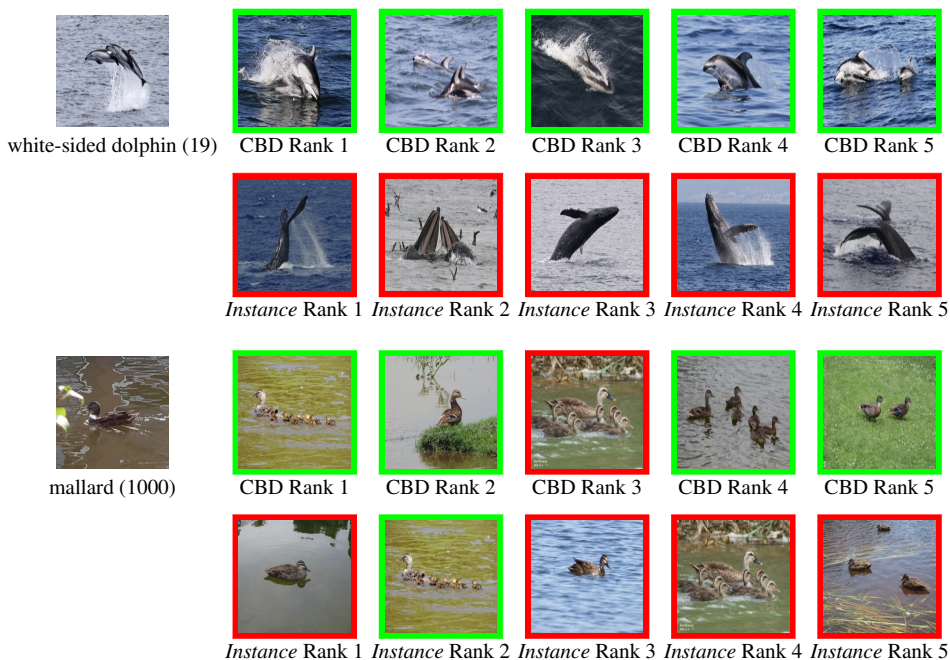 white-sided dolphin (19) CBD Rank 1 CBD Rank 2 CBD Rank 3 CBD Rank 4 CBD Rank 5
Instance Rank 1 Instance Rank 2 Instance Rank 3 Instance Rank 4 Instance Rank 5
mallard (1000) CBD Rank 1 CBD Rank 2 CBD Rank 3 CBD Rank 4 CBD Rank 5
Instance Rank 1 Instance Rank 2 Instance Rank 3 Instance Rank 4 Instance Rank 5